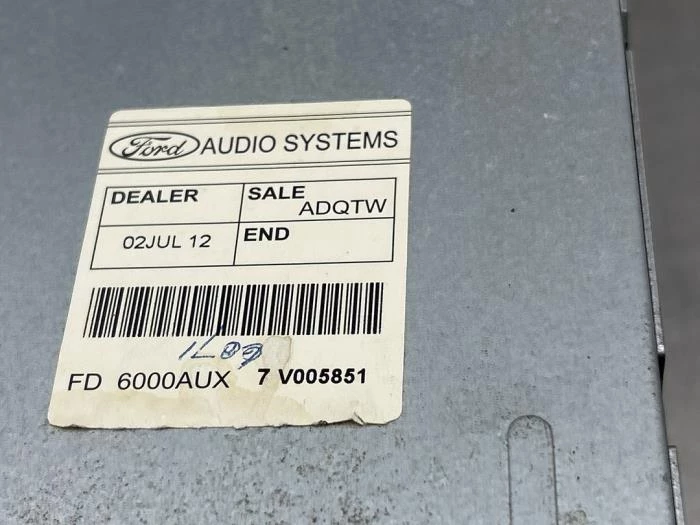 Ford AUDIO SYSTEMS
DEALER SALE
ADQTW
02JUL 12 END
FD 6000AUX 7 V005851